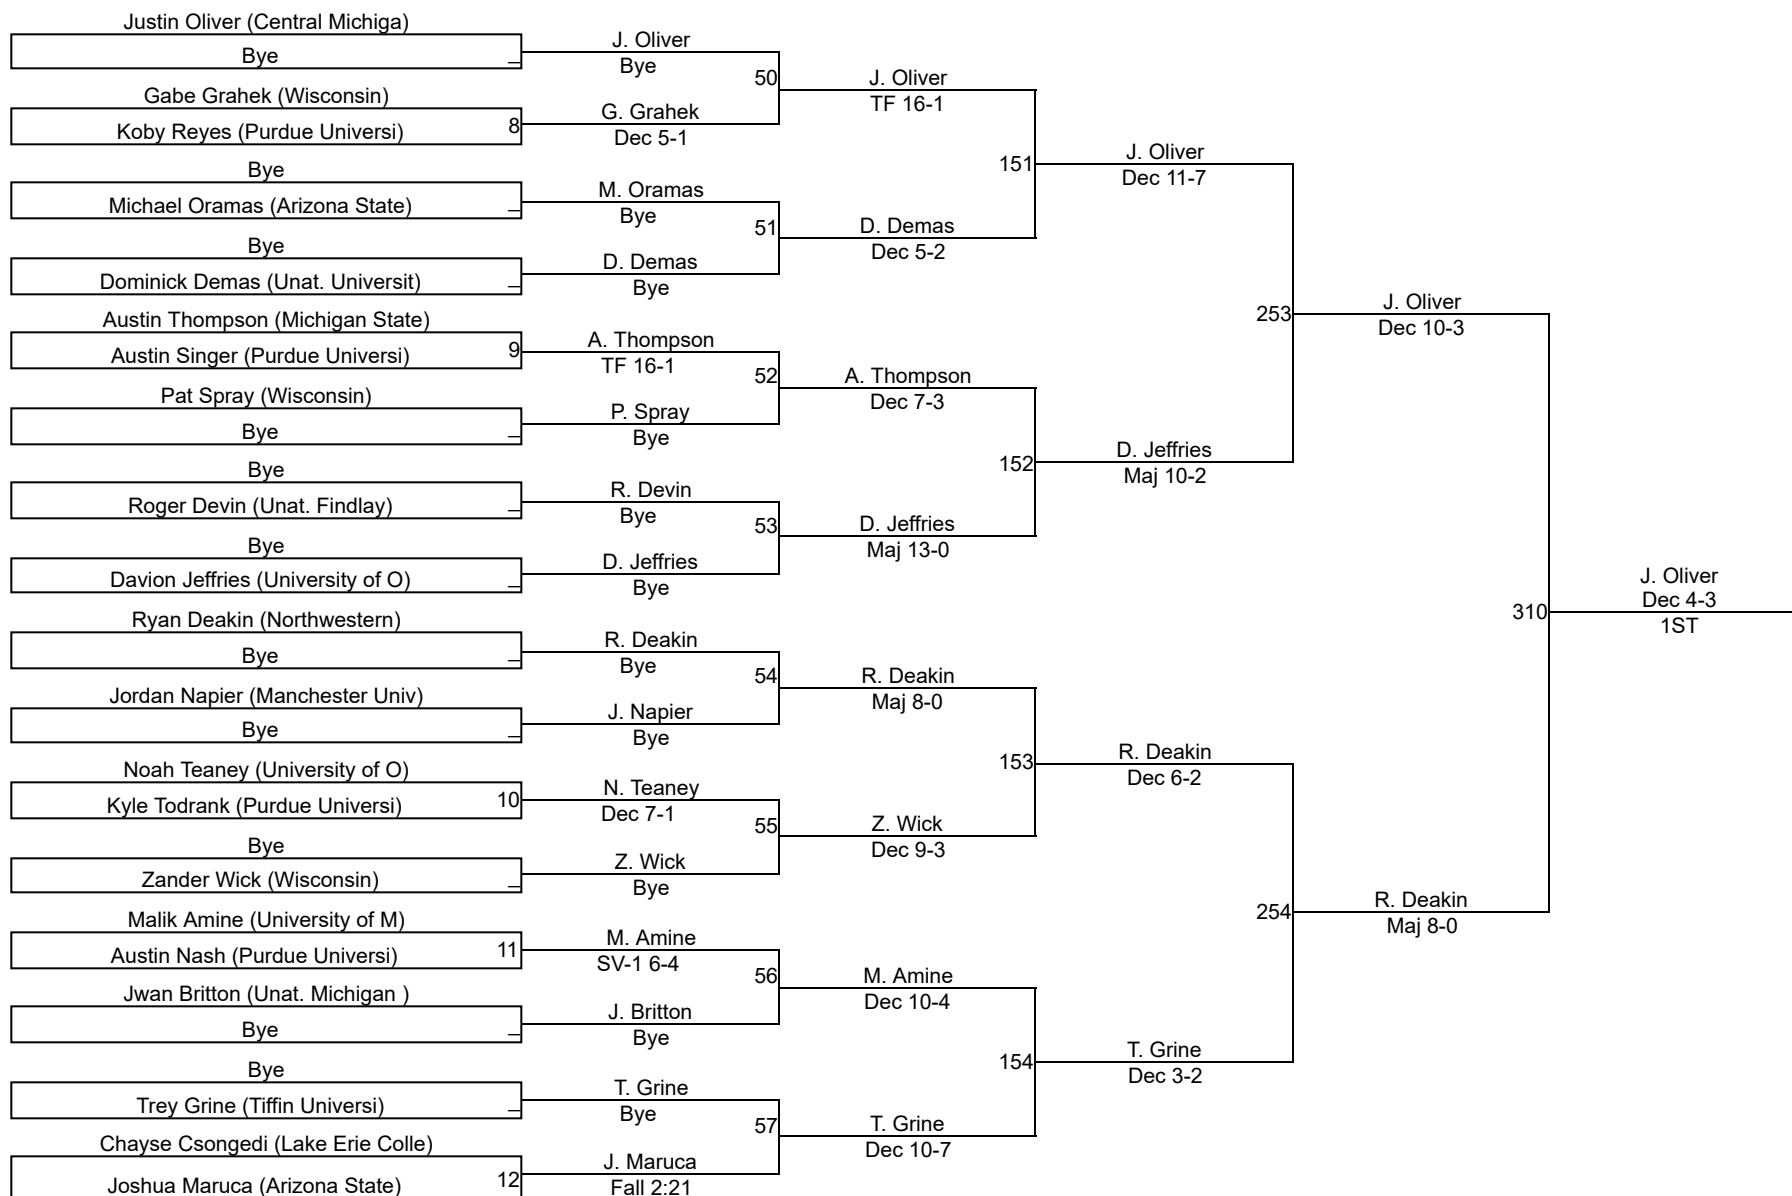 Justin Oliver (Central Michiga)
Bye _
Gabe Grahek (Wisconsin)
Koby Reyes (Purdue Universi) 8
Bye
Michael Oramas (Arizona State) _
Bye
Dominick Demas (Unat. Universit) _
Austin Thompson (Michigan State)
Austin Singer (Purdue Universi) 9
Pat Spray (Wisconsin)
Bye _
Bye
Roger Devin (Unat. Findlay) _
Bye
Davion Jeffries (University of O) _
Ryan Deakin (Northwestern)
Bye _
Jordan Napier (Manchester Univ)
Bye _
Noah Teaney (University of O)
Kyle Todrank (Purdue Universi) 10
Bye
Zander Wick (Wisconsin) _
Malik Amine (University of M)
Austin Nash (Purdue Universi) 11
Jwan Britton (Unat. Michigan )
Bye _
Bye
Trey Grine (Tiffin Universi) _
Chayse Csongedi (Lake Erie Colle)
Joshua Maruca (Arizona State) 12
J. Oliver
Bye
50
G. Grahek
Dec 5-1
M. Oramas
Bye
51
D. Demas
Bye
A. Thompson
TF 16-1
52
P. Spray
Bye
R. Devin
Bye
53
D. Jeffries
Bye
R. Deakin
Bye
54
J. Napier
Bye
N. Teaney
Dec 7-1
55
Z. Wick
Bye
M. Amine
SV-1 6-4
56
J. Britton
Bye
T. Grine
Bye
57
J. Maruca
Fall 2:21
J. Oliver
TF 16-1
151
D. Demas
Dec 5-2
A. Thompson
Dec 7-3
152
D. Jeffries
Maj 13-0
R. Deakin
Maj 8-0
153
Z. Wick
Dec 9-3
M. Amine
Dec 10-4
154
T. Grine
Dec 10-7
J. Oliver
Dec 11-7
253
D. Jeffries
Maj 10-2
R. Deakin
Dec 6-2
254
T. Grine
Dec 3-2
J. Oliver
Dec 10-3
310
R. Deakin
Maj 8-0
J. Oliver
Dec 4-3
1ST